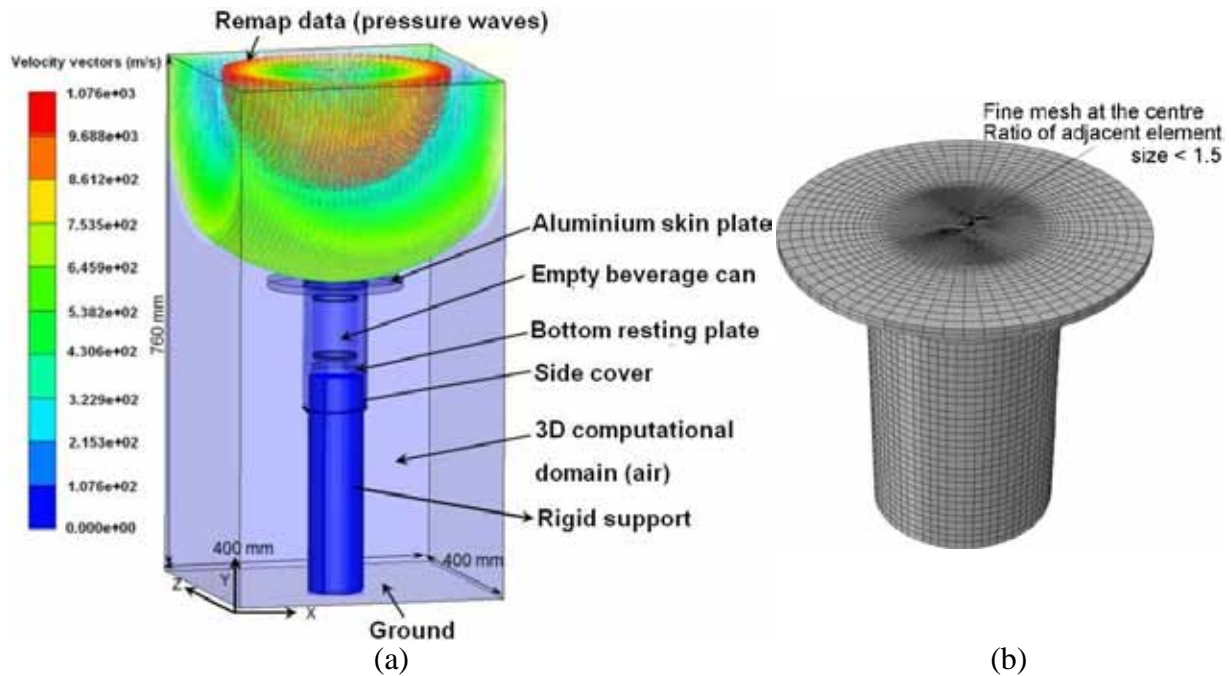 Remap data (pressure waves)
Velocity vectors (m/s)
1.076e+03
9.688e+03
8.612e+02
7.535e+02
6.459e+02
5.382e+02
4.306e+02
3.229e+02
2.153e+02
1.076e+02
0.000e+00
760 mm
Aluminium skin plate
Empty beverage can
Bottom resting plate
Side cover
3D computational
domain (air)
Rigid support
400 mm
400 mm
Y
Z
X
Ground
(a)
Fine mesh at the centre
Ratio of adjacent element
size < 1.5
(b)